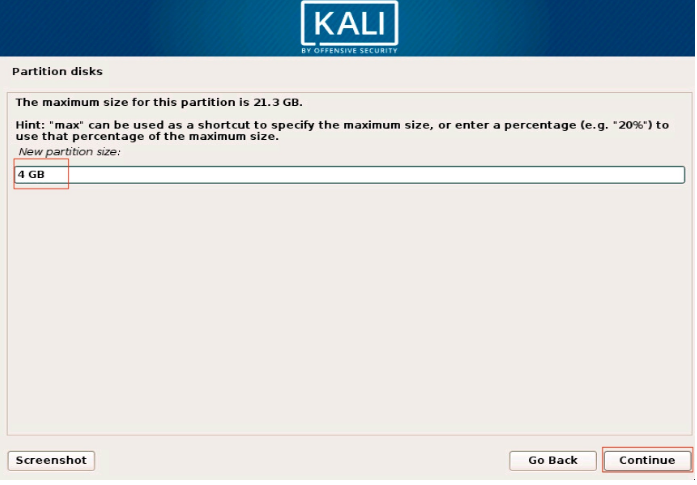 KALI
BY OFFENSIVE SECURITY
Partition disks
The maximum size for this partition is 21.3 GB.
Hint: "max" can be used as a shortcut to specify the maximum size, or enter a percentage (e.g. "20%") to
use that percentage of the maximum size.
New partition size:
4 GB
Screenshot
Go Back
Continue